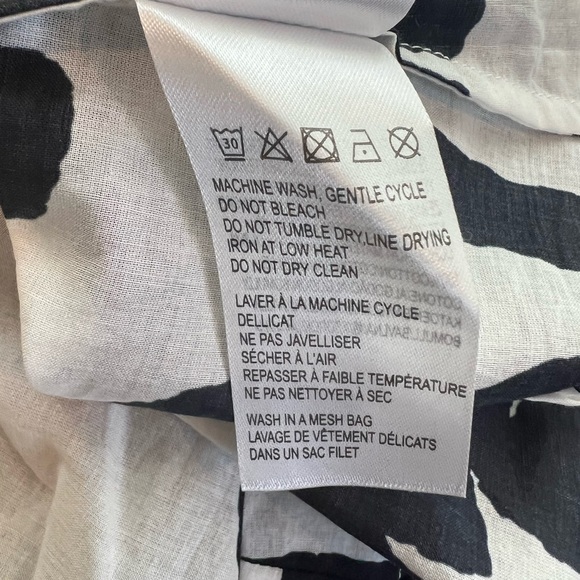 30
MACHINE WASH, GENTLE CYCLE
DO NOT BLEACH
DO NOT TUMBLE DRY,LINE DRYING
IRON AT LOW HEAT
DO NOT DRY CLEAN
LAVER À LA MACHINE CYCLE
DELLICAT
NE PAS JAVELLISER
SÉCHER À L'AIR
REPASSER À FAIBLE TEMPÉRATURE
NE PAS NETTOYER À SEC
WASH IN A MESH BAG
LAVAGE DE VÊTEMENT DÉLICATS
DANS UN SAC FILET